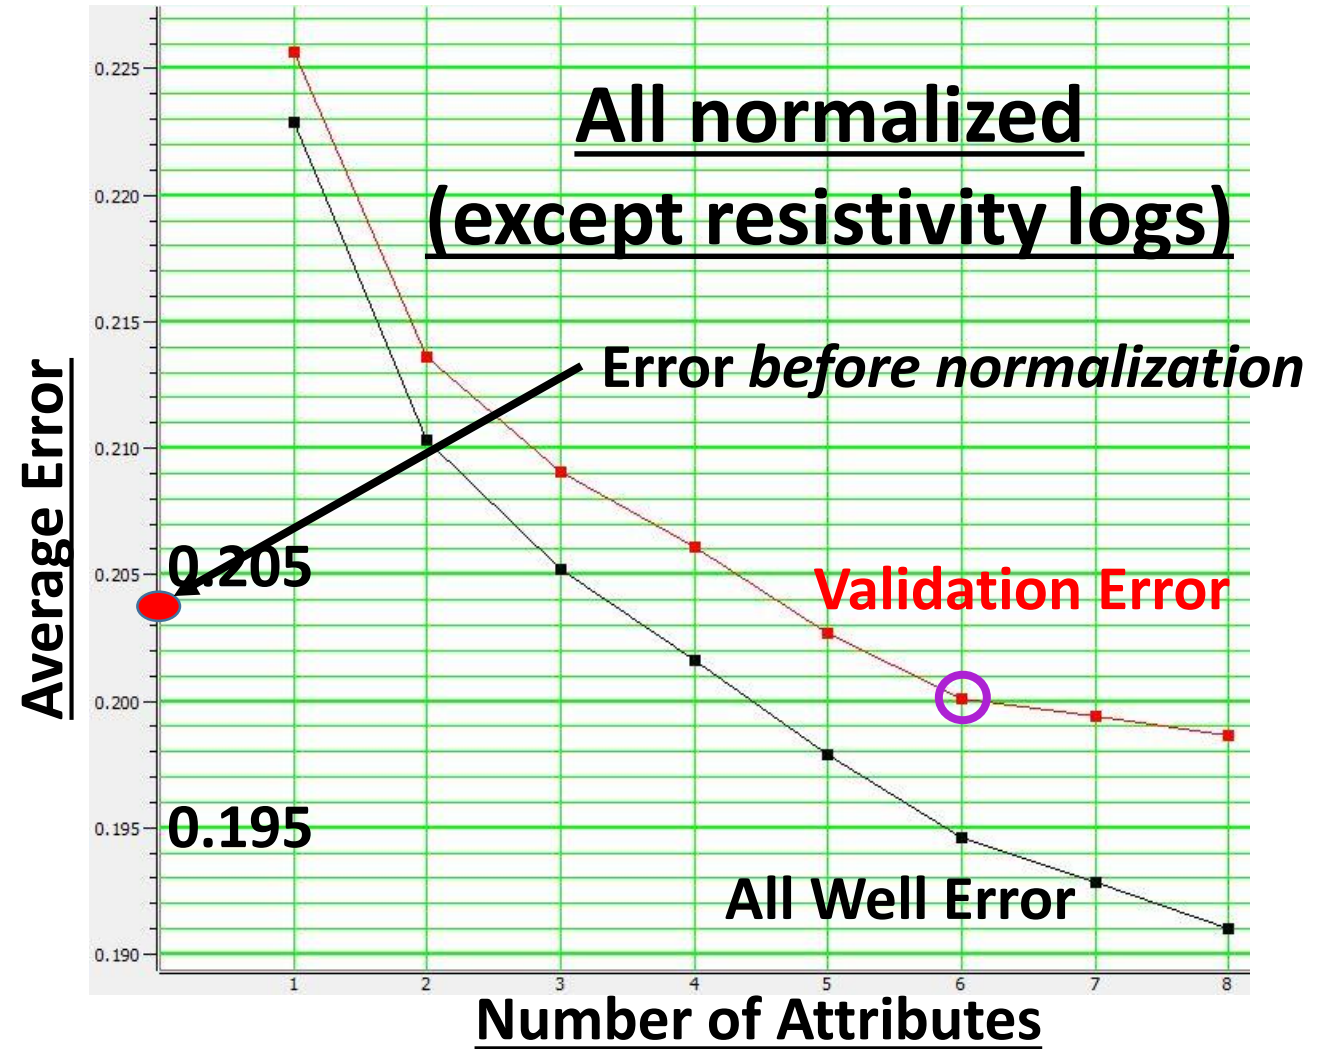 All normalized
(except resistivity logs)
Error before normalization
Validation Error
All Well Error
Average Error
0.225
0.220
0.215
0.210
0.205
0.205
0.200
0.195
0.195
0.190
1 2 3 4 5 6 7 8
Number of Attributes